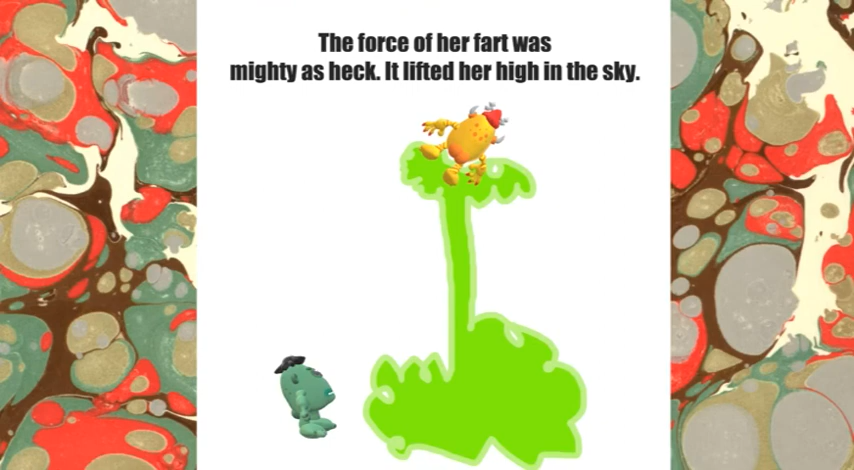 The force of her fart was
mighty as heck. It lifted her high in the sky.